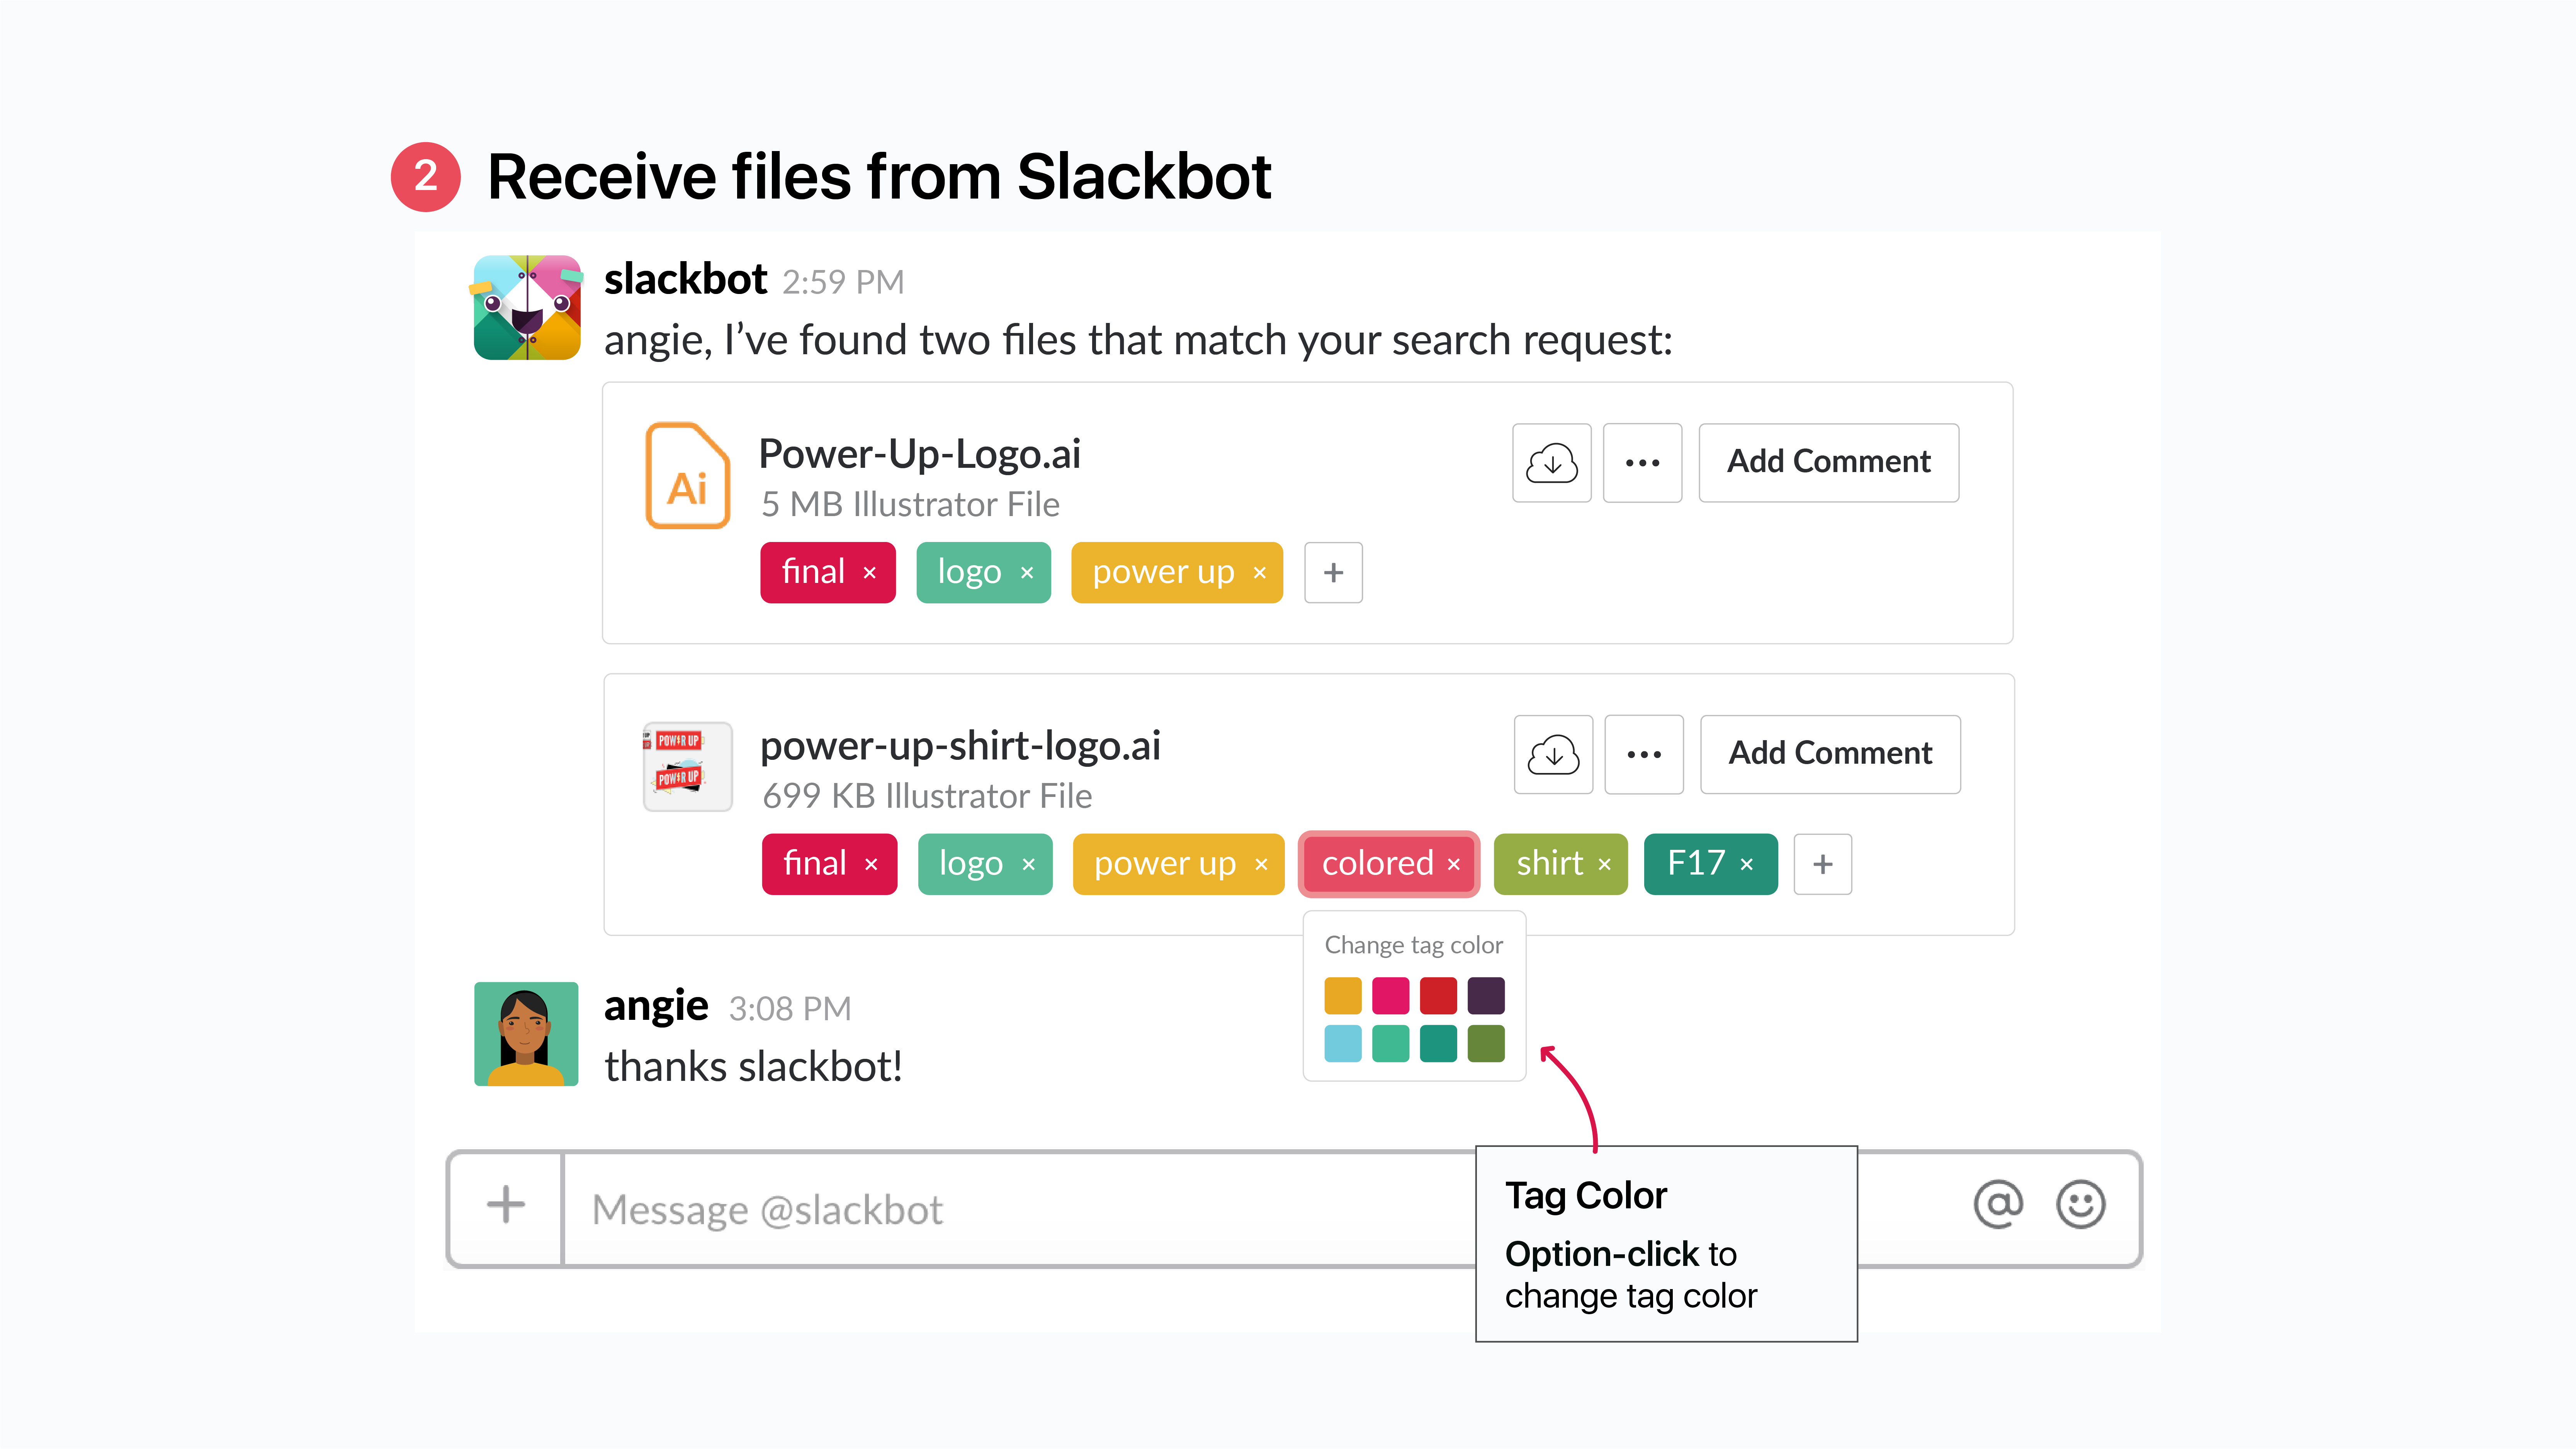 2 Receive files from Slackbot
slackbot 2:59 PM
angie, I’ve found two files that match your search request:
Ai
Power-Up-Logo.ai
Add Comment
5 MB Illustrator File
final × logo × power up × +
POWER UP
POWER UP
power-up-shirt-logo.ai
Add Comment
699 KB Illustrator File
final × logo × power up × colored × shirt × F17 × +
Change tag color
angie 3:08 PM
thanks slackbot!
+ Message @slackbot @
Tag Color
Option-click to
change tag color